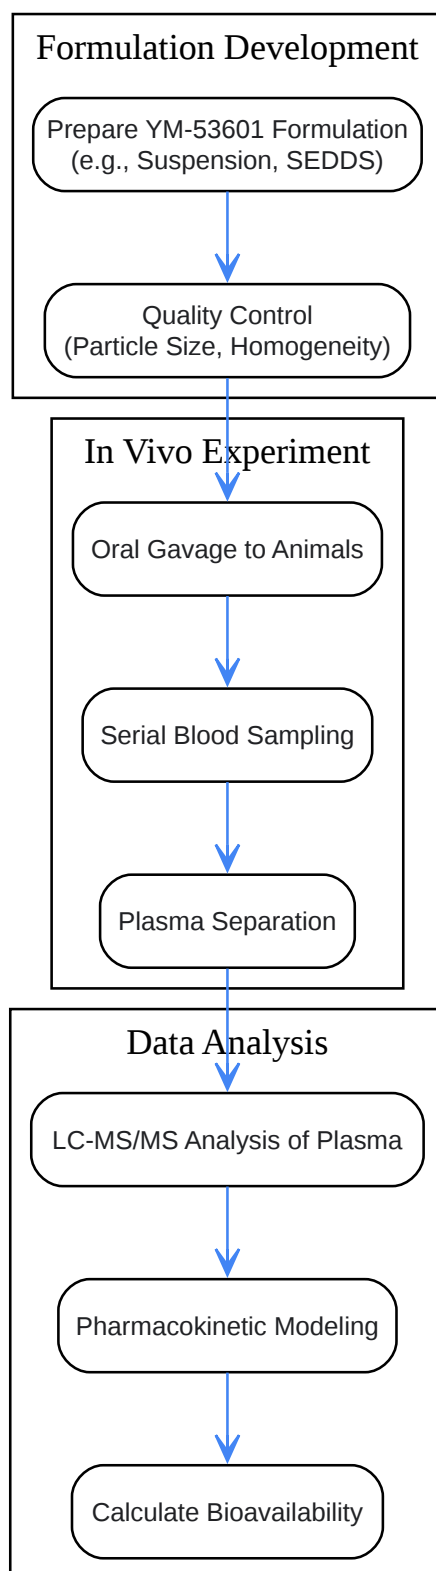 Formulation Development
Prepare YM-53601 Formulation
(e.g., Suspension, SEDDS)
Quality Control
(Particle Size, Homogeneity)
In Vivo Experiment
Oral Gavage to Animals
Serial Blood Sampling
Plasma Separation
Data Analysis
LC-MS/MS Analysis of Plasma
Pharmacokinetic Modeling
Calculate Bioavailability